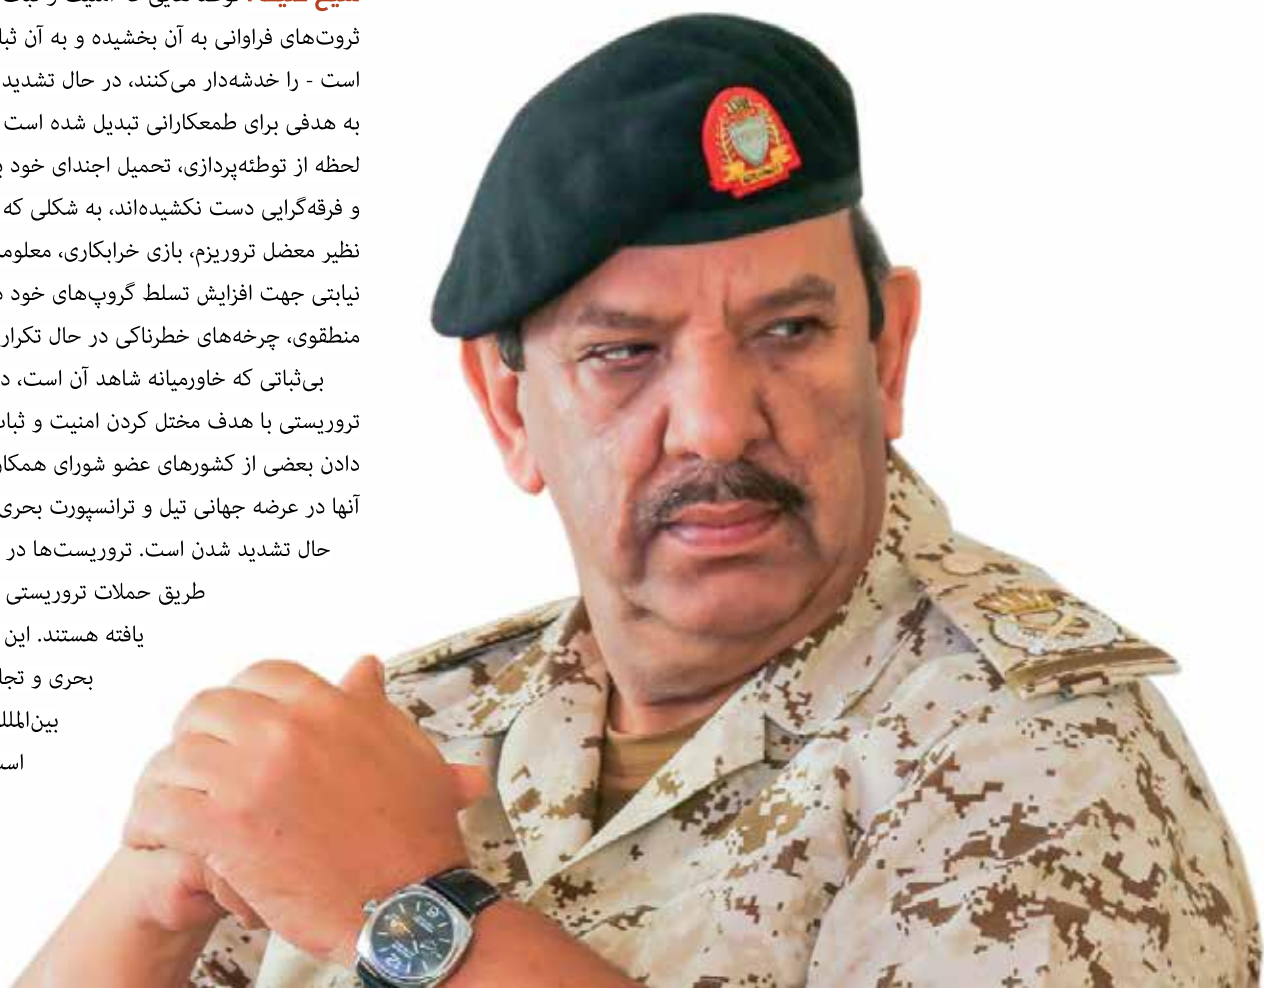 ثروت‌های فراوانی به آن بخشیده و به آن
است - را خدشه‌دار می‌کنند، در حال تشدید
به هدفی برای طمعکارانی تبدیل شده است
لحظه از توطئه‌پردازی، تحمیل اجندای خود
و فرقه‌گرایی دست نکشیده‌اند، به شکلی که
نظیر معضل تروریزم، بازی خرابکاری،
نیابتی جهت افزایش تسلط گروپ‌های خود
منطقوی، چرخه‌های خطرناکی در حال تکرار
بی‌ثباتی که خاورمیانه شاهد آن است،
تروریستی با هدف مختل کردن امنیت و
دادن بعضی از کشورهای عضو شورای
آنها در عرضه جهانی تیل و ترانسپورت بحری
حال تشدید شدن است. تروریست‌ها در
طریق حملات تروریستی
یافته هستند. این
بحری و